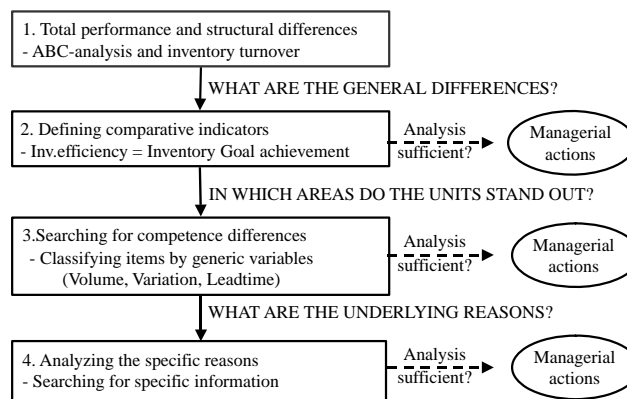 1. Total performance and structural differences
- ABC-analysis and inventory turnover
WHAT ARE THE GENERAL DIFFERENCES?
2. Defining comparative indicators
- Inv.efficiency = Inventory Goal achievement
Analysis
sufficient?
Managerial
actions
IN WHICH AREAS DO THE UNITS STAND OUT?
3.Searching for competence differences
- Classifying items by generic variables
(Volume, Variation, Leadtime)
Analysis
sufficient?
Managerial
actions
WHAT ARE THE UNDERLYING REASONS?
4. Analyzing the specific reasons
- Searching for specific information
Analysis
sufficient?
Managerial
actions